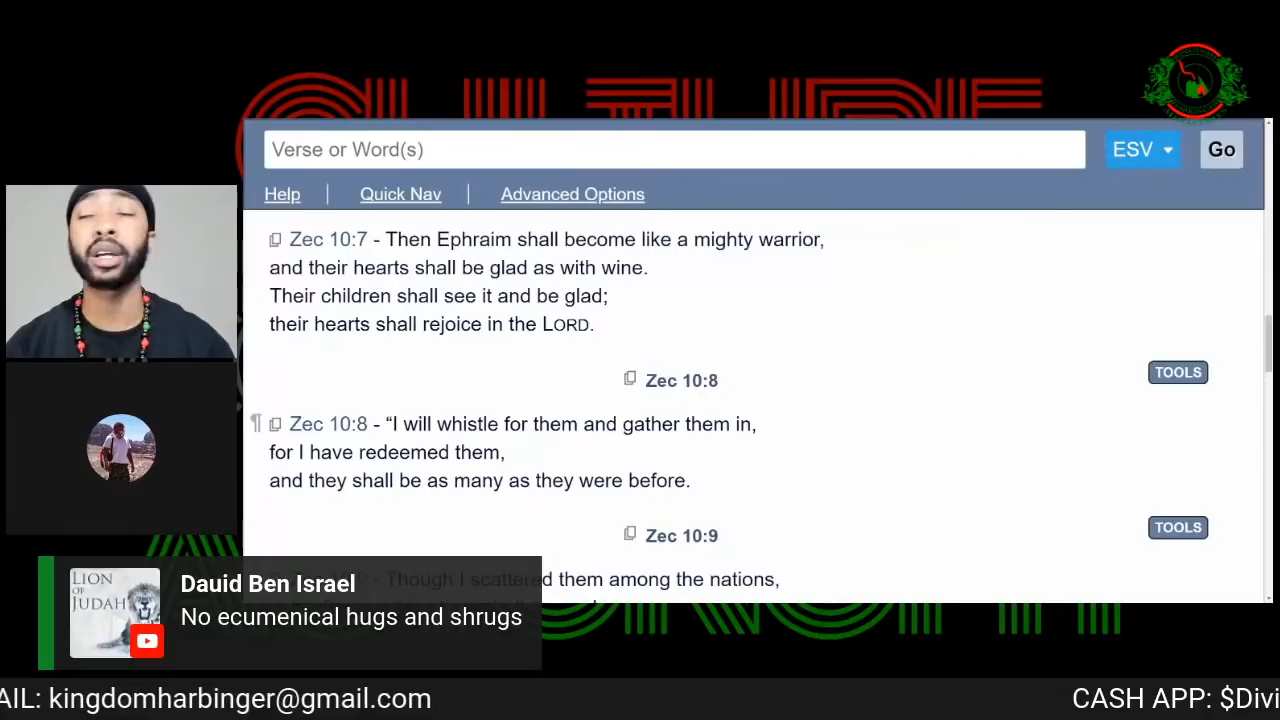 Verse or Word(s)
ESV
Go
Help | Quick Nav | Advanced Options
Zec 10:7 - Then Ephraim shall become like a mighty warrior,
and their hearts shall be glad as with wine.
Their children shall see it and be glad;
their hearts shall rejoice in the LORD.
Zec 10:8
TOOLS
¶ Zec 10:8 - “I will whistle for them and gather them in,
for I have redeemed them,
and they shall be as many as they were before.
Zec 10:9
TOOLS
- Though I scattered them among the nations,
LION
OF
JUDAH
Dauid Ben Israel
No ecumenical hugs and shrugs
AIL: kingdomharbinger@gmail.com
CASH APP: $Divi